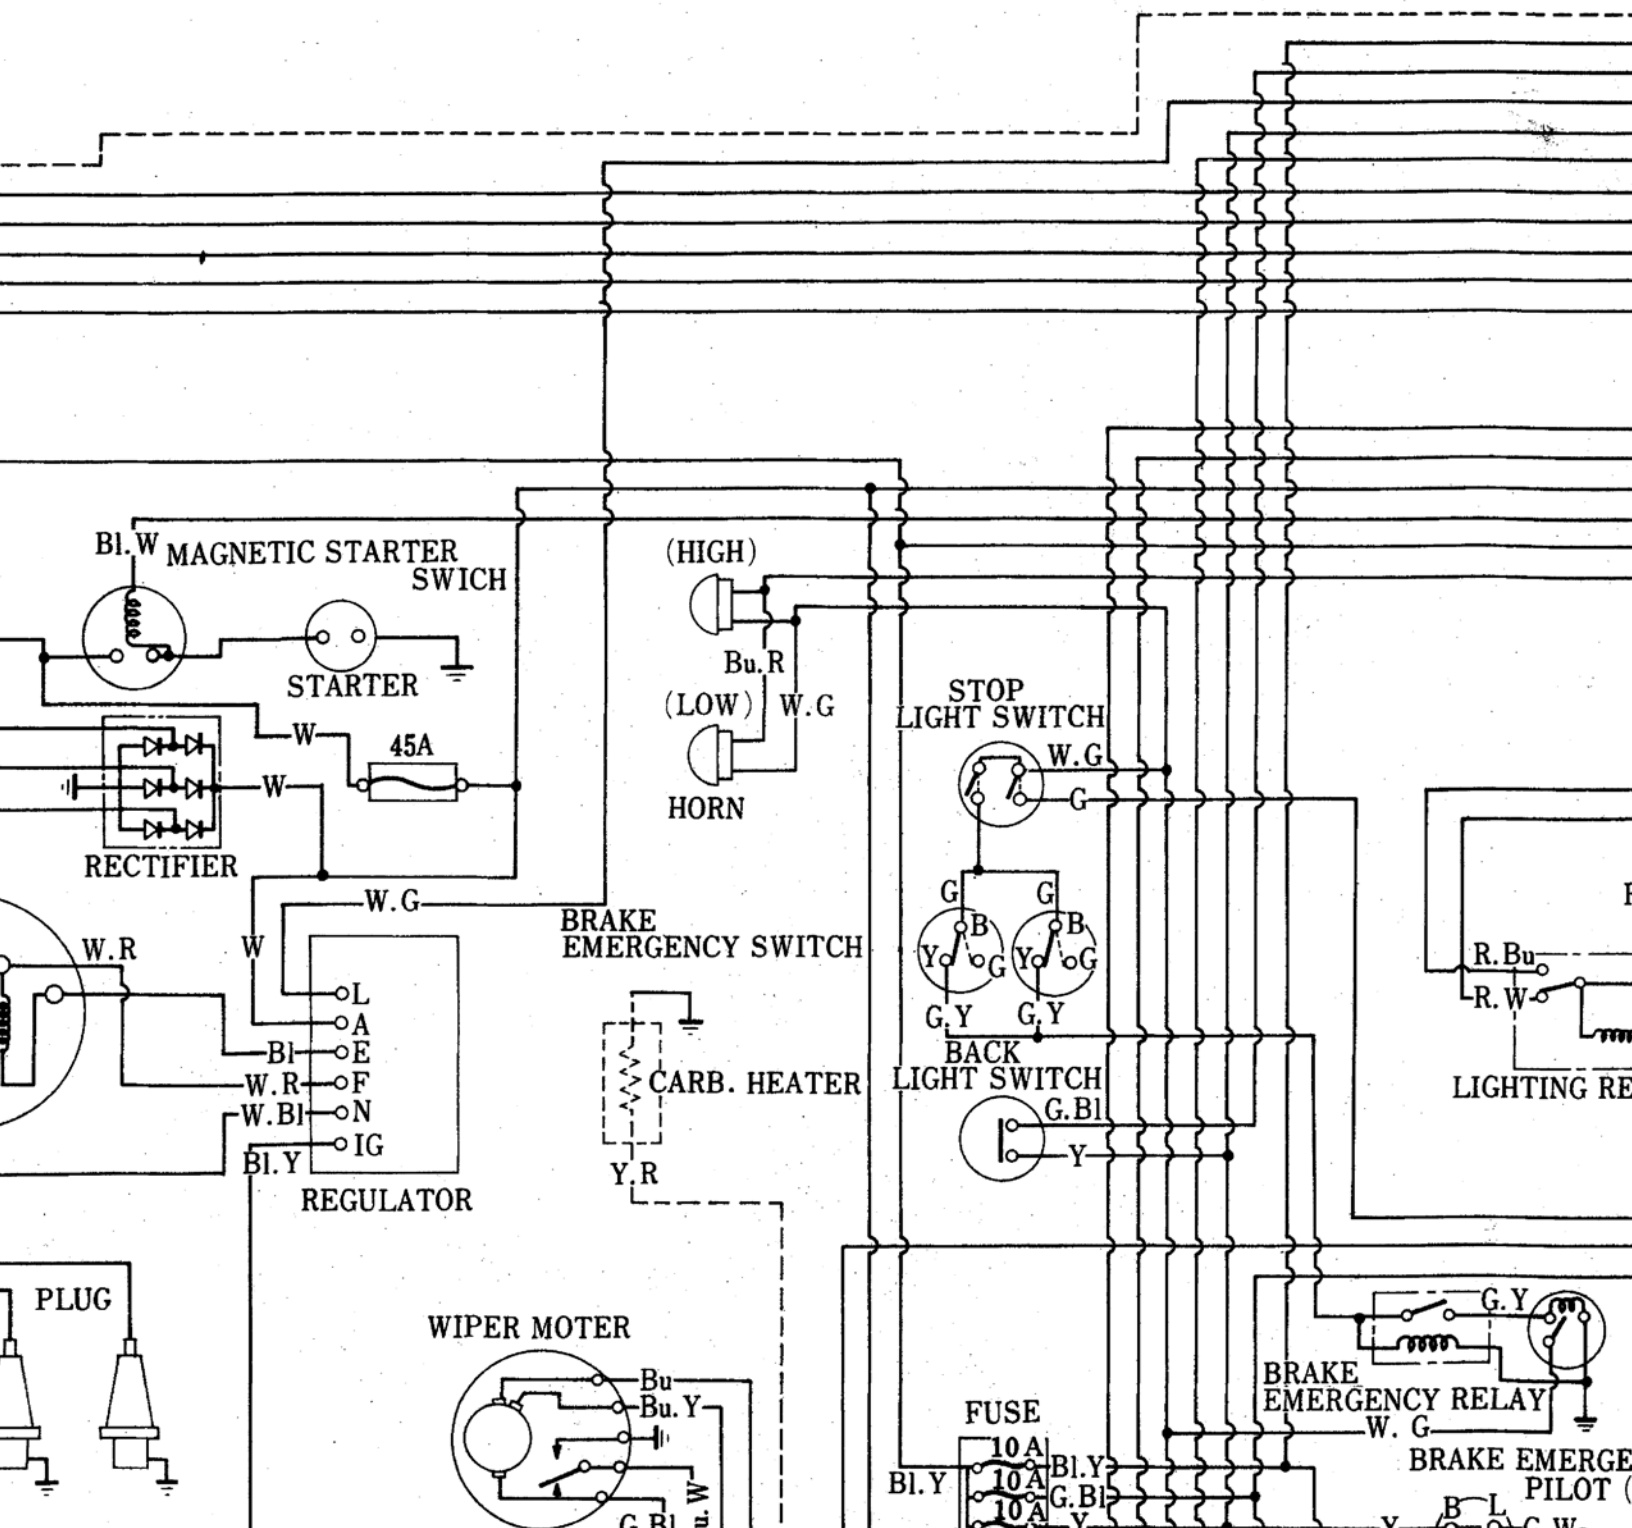 Bl.W
MAGNETIC STARTER
SWICH
(HIGH)
Bu.R
STARTER
(LOW)
W.G
STOP
LIGHT SWITCH
W
45A
W.G
W
HORN
G
RECTIFIER
W.G
G
G
BRAKE
EMERGENCY SWITCH
B
B
W.R
W
Y
G
Y
G
R.Bu
L
R.W
A
G.Y
G.Y
Bl
E
BACK
LIGHT SWITCH
W.R
F
CARB. HEATER
LIGHTING RE
W.Bl
N
G.Bl
IG
Bl.Y
Y
Y.R
REGULATOR
PLUG
G.Y
WIPER MOTER
BRAKE
EMERGENCY RELAY
Bu
Bu.Y
FUSE
W. G
10A
Bl.Y
BRAKE EMERGE
PILOT (
Bl.Y
10A
G.Bl
10A
Y
B
L
Y
G.W
u.W
G.Bl